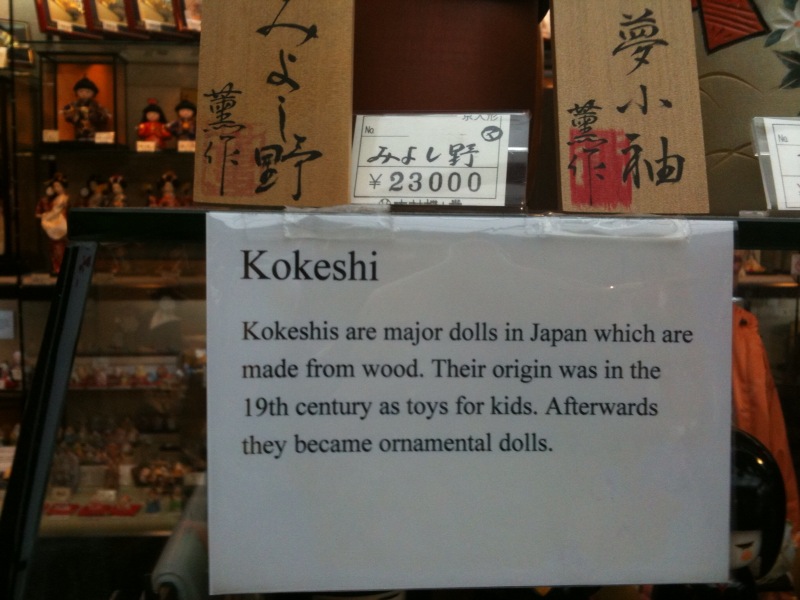 みよし野
薫作
No
みよし野
¥23000
夢小袖
薫作
No
Kokeshi
Kokeshis are major dolls in Japan which are
made from wood. Their origin was in the
19th century as toys for kids. Afterwards
they became ornamental dolls.